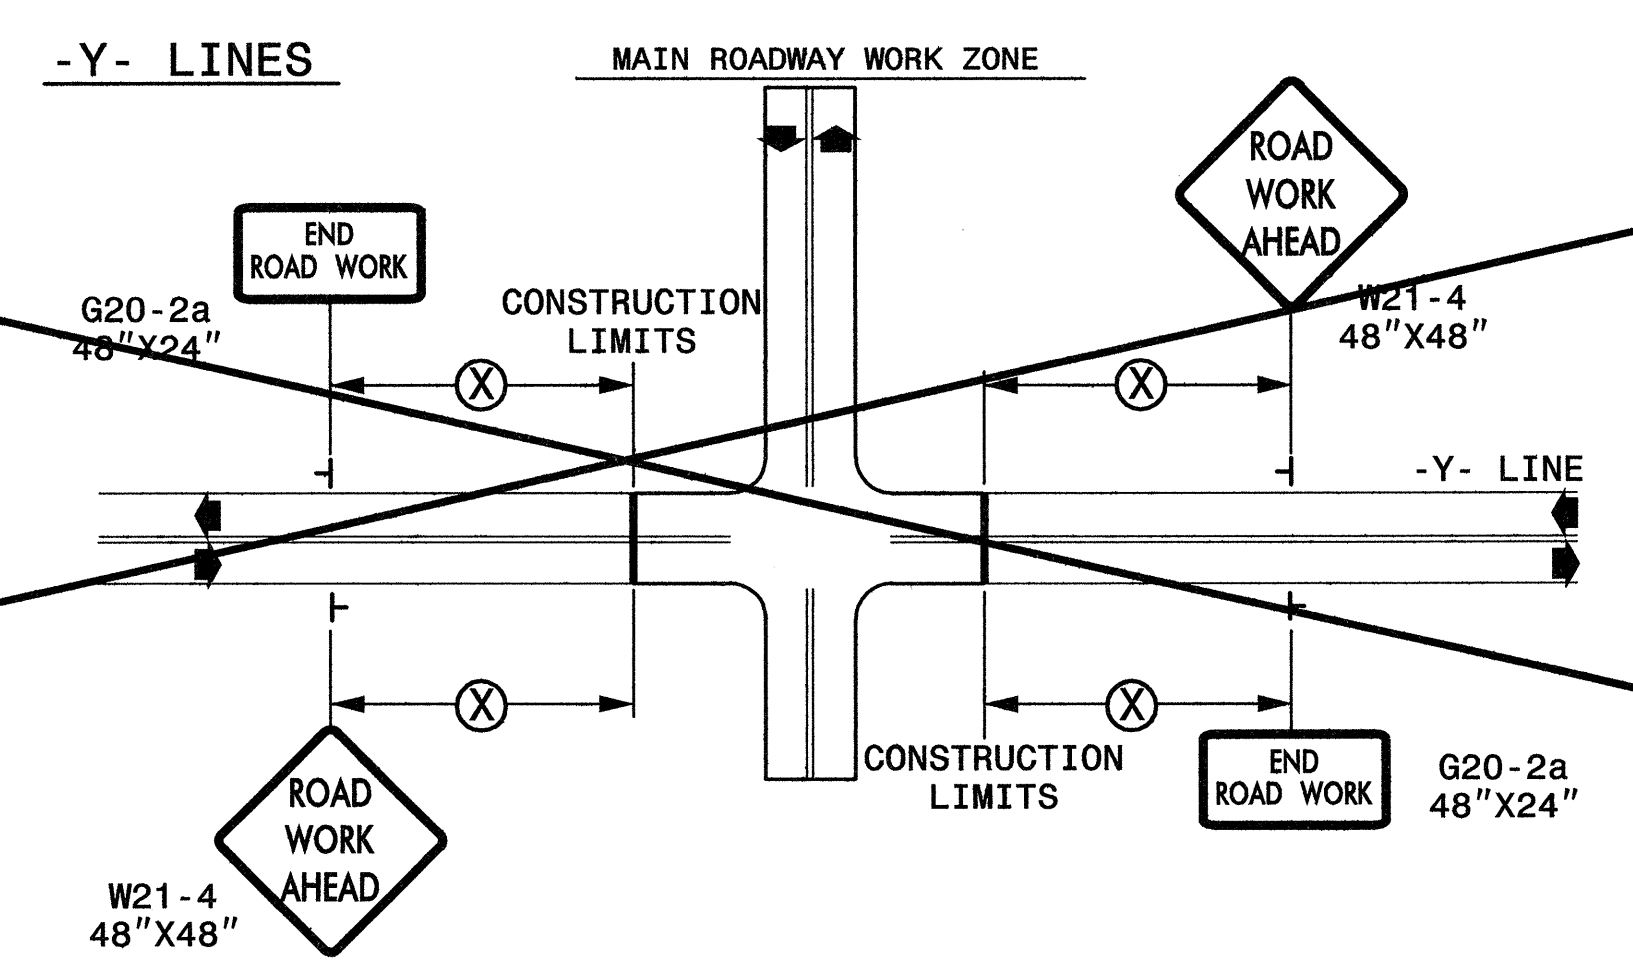 -Y- LINES
MAIN ROADWAY WORK ZONE
ROAD
WORK
AHEAD
END
ROAD WORK
G20-2a
48"X24"
CONSTRUCTION
LIMITS
W21-4
48"X48"
X
X
-Y- LINE
X
X
CONSTRUCTION
LIMITS
END
ROAD WORK
G20-2a
48"X24"
ROAD
WORK
AHEAD
W21-4
48"X48"